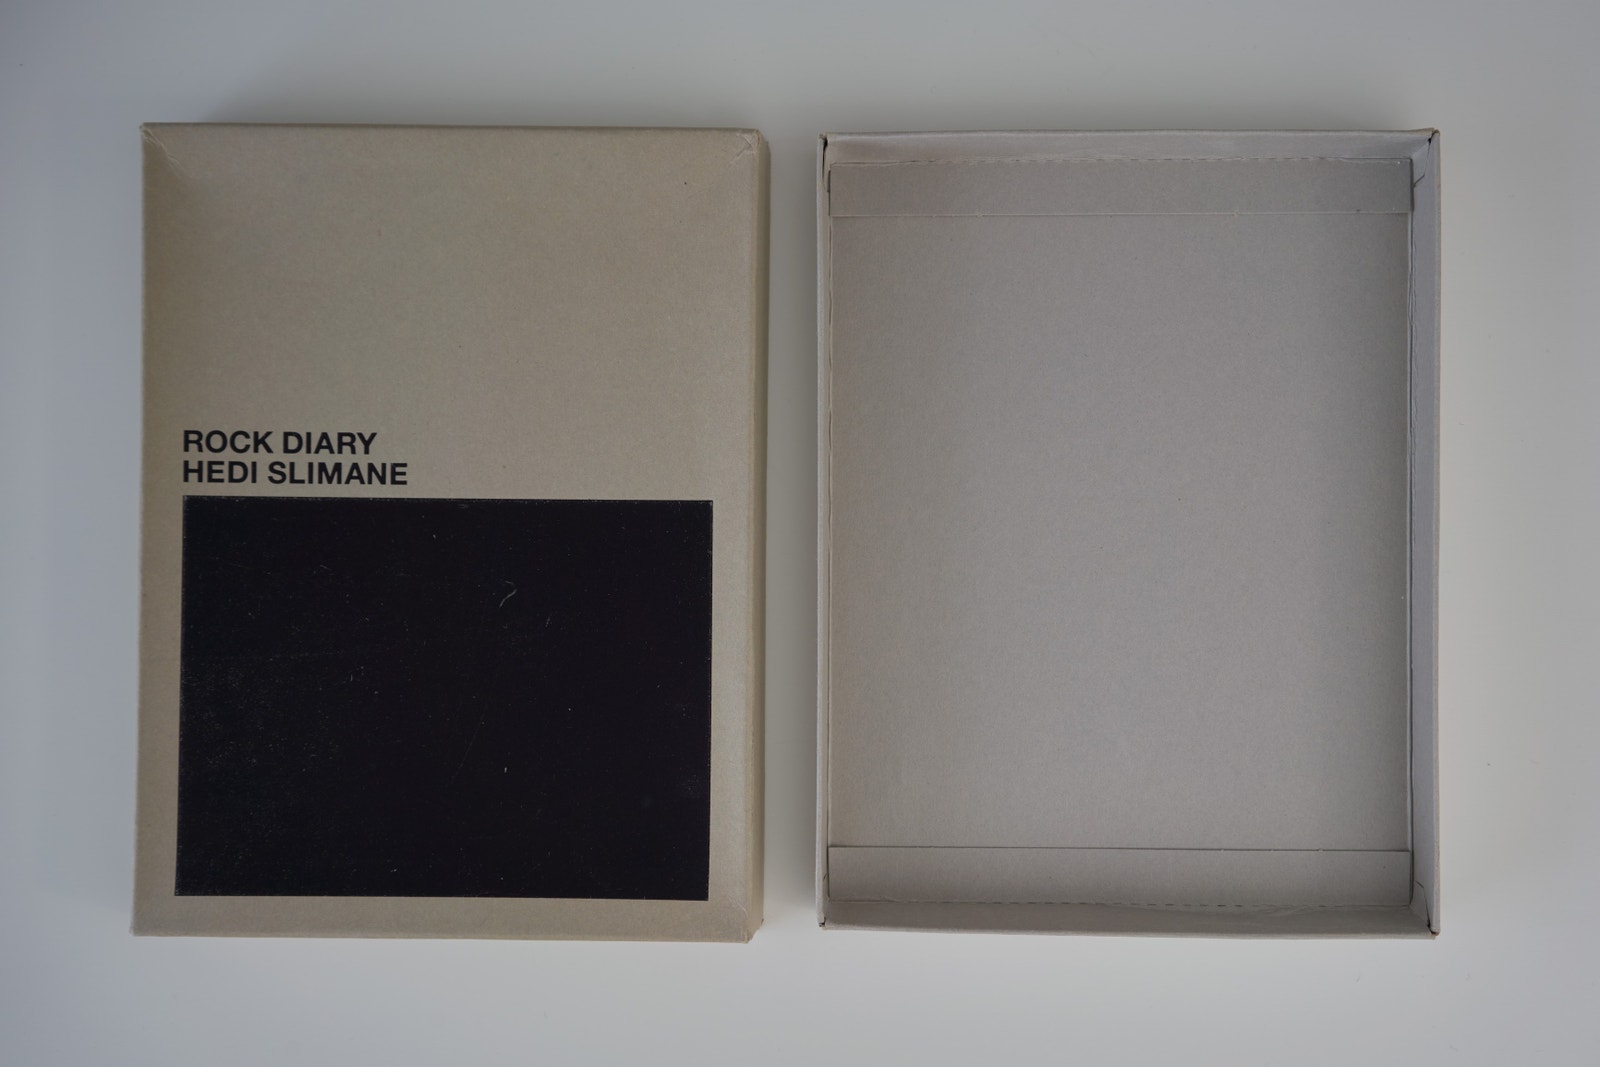 ROCK DIARY
HEDI SLIMANE